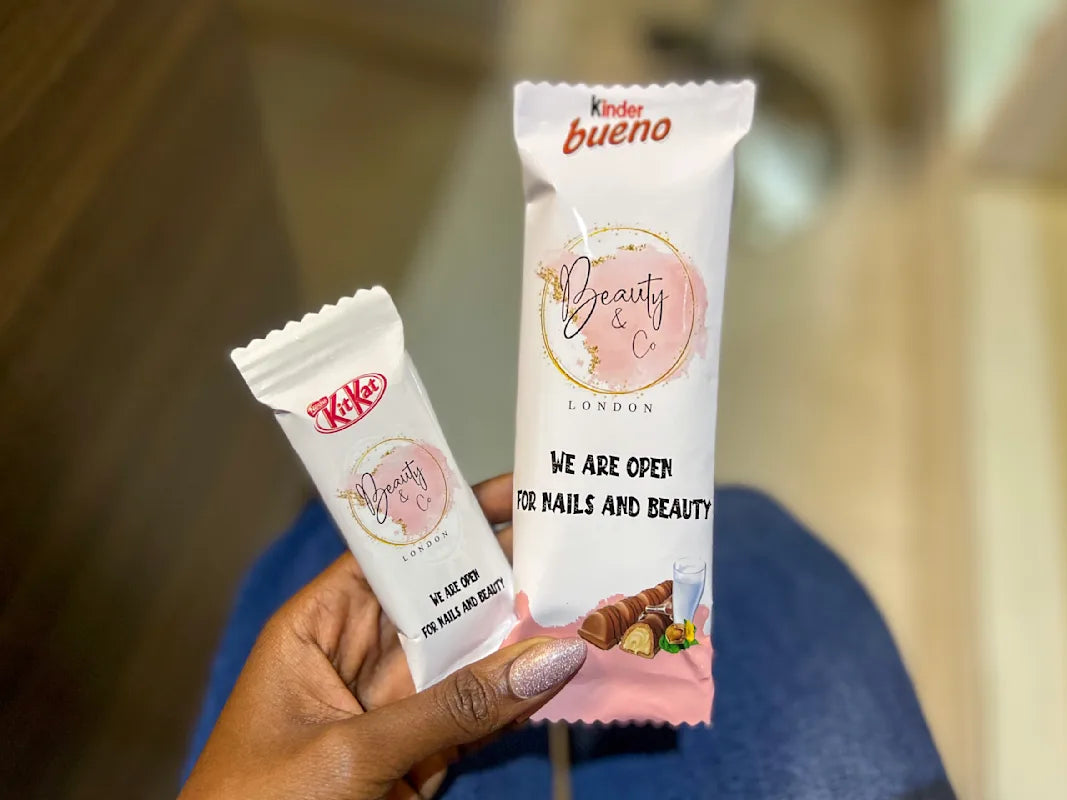 Nestle
KitKat
Beauty
&
Co
LONDON
WE ARE OPEN
FOR NAILS AND BEAUTY
kinder
bueno
Beauty
&
Co
LONDON
WE ARE OPEN
FOR NAILS AND BEAUTY